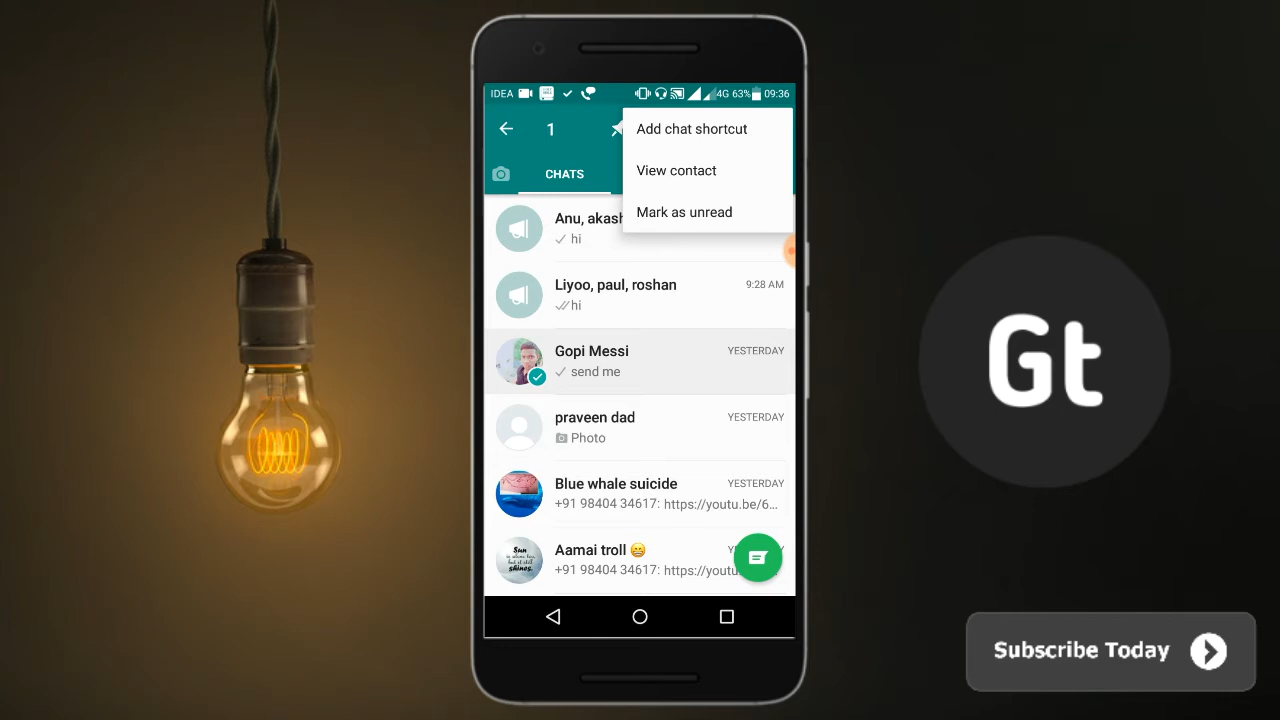 IDEA 4G 63% 09:36
1
Add chat shortcut
View contact
Mark as unread
CHATS
Anu, akash
hi
Liyoo, paul, roshan 9:28 AM
hi
Gopi Messi YESTERDAY
send me
praveen dad YESTERDAY
Photo
Blue whale suicide YESTERDAY
+91 98404 34617: https://youtu.be/6...
Aamai troll 😁 Y
+91 98404 34617: https://youtu
Sun
shines.
Gt
Subscribe Today